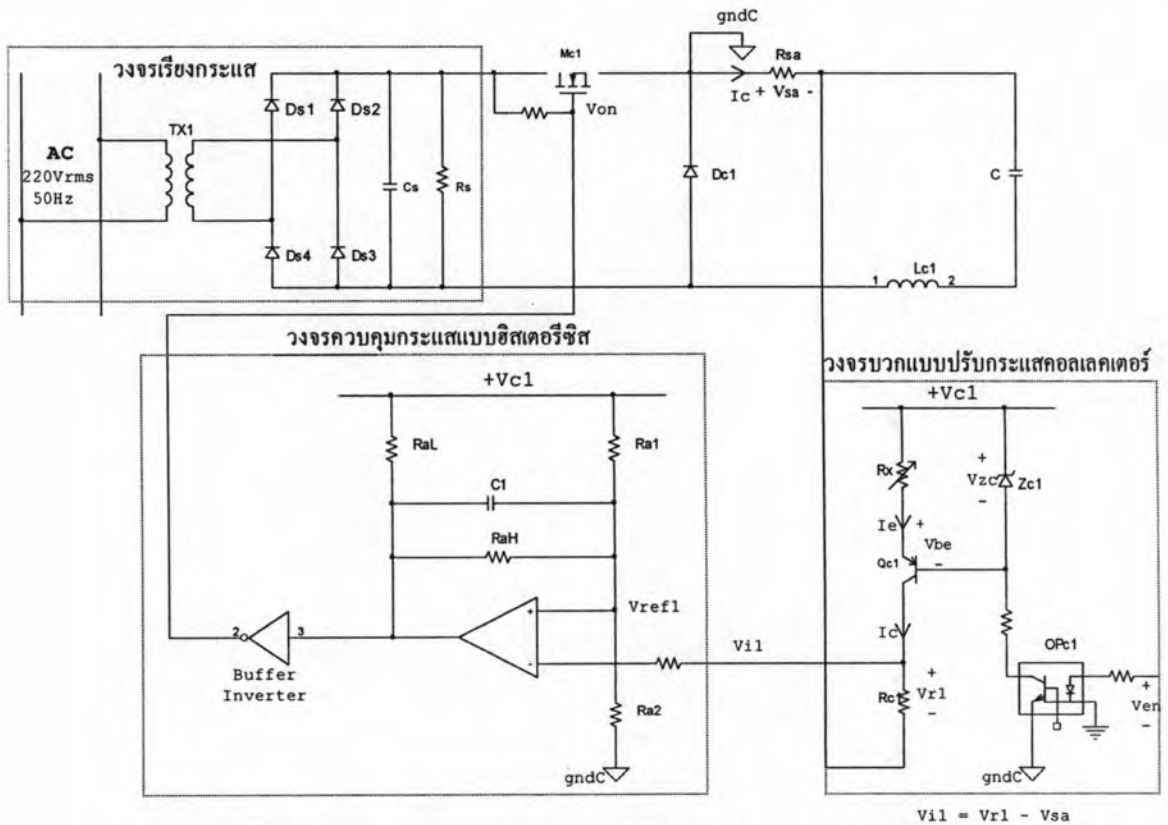 gndC
Mc1
Rsa
วงจรเรียงกระแส
Ic
+ Vsa -
Von
Ds1
Ds2
TX1
AC
220Vrms
50Hz
Cs
Rs
Dc1
C
Ds4
Ds3
1
Lc1
2
วงจรควบคุมกระแสแบบฮิสเตอรีซิส
วงจรบวกแบบปรับกระแสคอลเลคเตอร์
+Vc1
+Vc1
RaL
Ra1
Rx
+
Vzc
-
Zc1
C1
Ie
+
RaH
Vbe
-
Qc1
+
Vref1
2
3
Ic
OPc1
Vi1
-
Buffer
Inverter
+
Rc1
Vr1
-
+
Ven
-
Ra2
gndC
gndC
Vi1 = Vr1 - Vsa